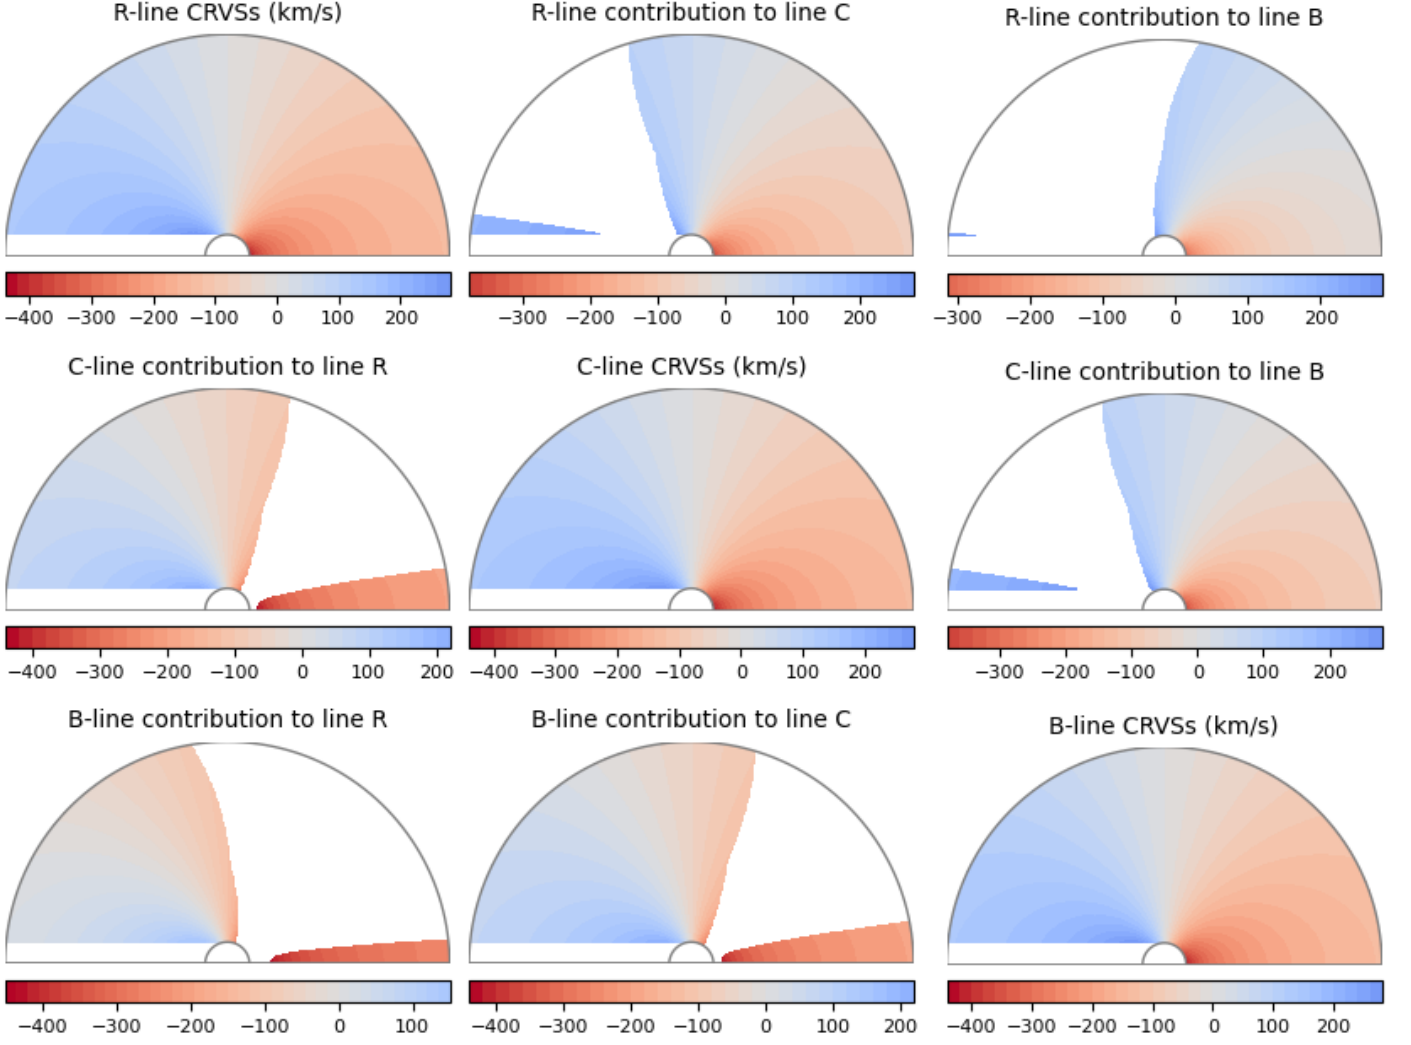 R-line CRVSs (km/s)
R-line contribution to line C
R-line contribution to line B
−400 −300 −200 −100 0 100 200
−300 −200 −100 0 100 200
−300 −200 −100 0 100 200
C-line contribution to line R
C-line CRVSs (km/s)
C-line contribution to line B
−400 −300 −200 −100 0 100 200
−400 −300 −200 −100 0 100 200
−300 −200 −100 0 100 200
B-line contribution to line R
B-line contribution to line C
B-line CRVSs (km/s)
−400 −300 −200 −100 0 100
−400 −300 −200 −100 0 100 200
−400 −300 −200 −100 0 100 200